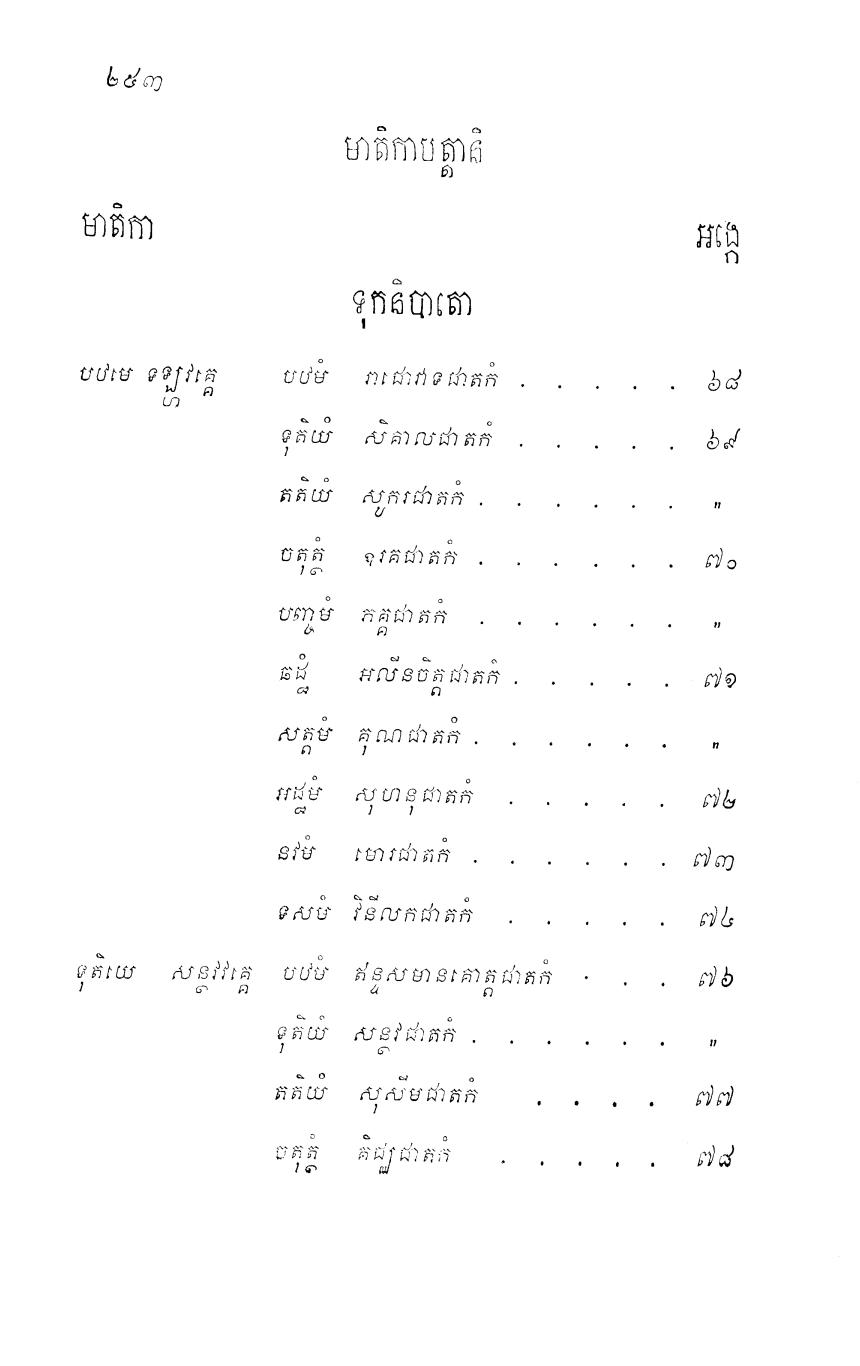 ២៥៣
មាតិកាបត្តានិ
មាតិកា អង្កេ
ទុកនិបាតោ
បឋមេ ទឡ្ហវគ្គេ បឋមំ រាជោវាទជាតកំ . . . . . ៦៨
ទុតិយំ សិគាលជាតកំ . . . . . ៦៩
តតិយំ សូករជាតកំ . . . . . . "
ចតុត្ថំ ឧរគជាតកំ . . . . . . ៧០
បញ្ចមំ ភគ្គជាតកំ . . . . . . "
ឆដ្ឋំ អលីនចិត្តជាតកំ . . . . . ៧១
សត្តមំ គុណជាតកំ . . . . . . "
អដ្ឋមំ សុហនុជាតកំ . . . . . ៧២
នវមំ មោរជាតកំ . . . . . . ៧៣
ទសមំ វិនីលកជាតកំ . . . . . ៧៤
ទុតិយេ សន្ថវវគ្គេ បឋមំ ឥន្ទសមានគោត្តជាតកំ . . . ៧៦
ទុតិយំ សន្ថវជាតកំ . . . . . . "
តតិយំ សុសីមជាតកំ . . . . ៧៧
ចតុត្ថំ គិជ្ឈជាតកំ . . . . . ៧៨